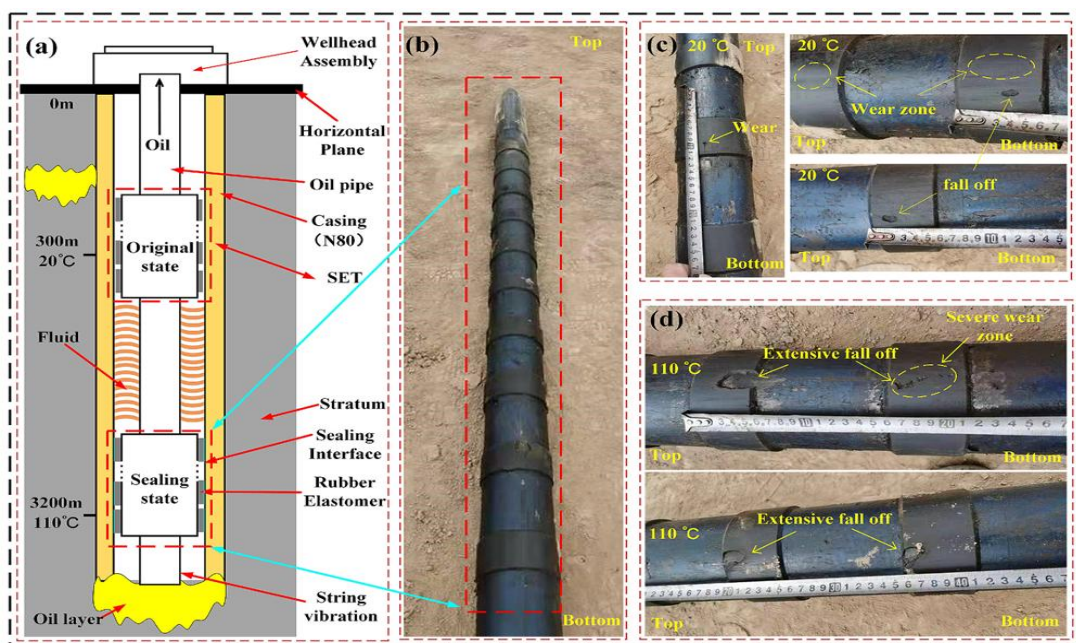 (a)
Wellhead
Assembly
0m
Oil
Horizontal
Plane
Oil pipe
Casing
(N80)
300m
20℃
Original
state
SET
Fluid
Stratum
Sealing
Interface
Sealing
state
Rubber
Elastomer
3200m
110℃
String
vibration
Oil layer
(b)
Top
Bottom
(c)
20 ℃
Top
Wear
Bottom
20 ℃
Wear zone
Top
Bottom
20 ℃
fall off
Top
Bottom
(d)
Severe wear
zone
110 ℃
Extensive fall off
Top
Bottom
110 ℃
Extensive fall off
Top
Bottom